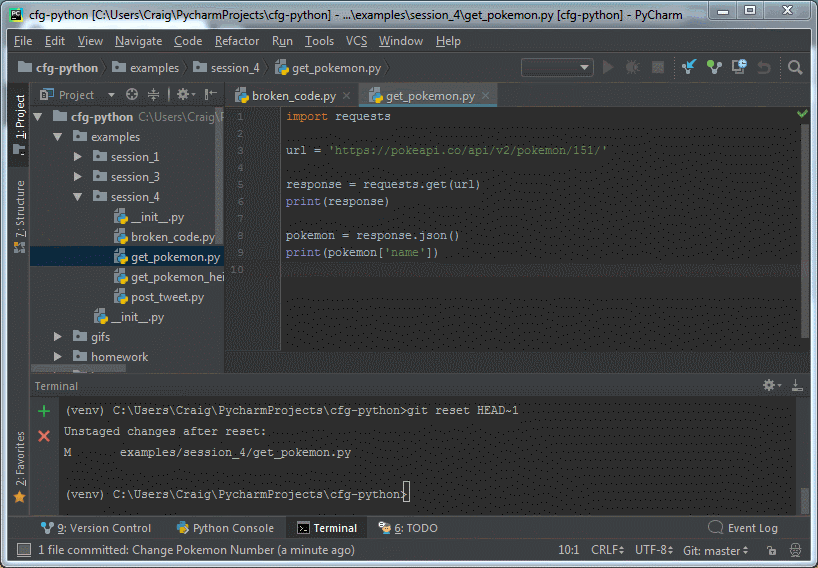 cfg-python [C:\Users\Craig\PycharmProjects\cfg-python] - ...\examples\session_4\get_pokemon.py [cfg-python] - PyCharm
File Edit View Navigate Code Refactor Run Tools VCS Window Help
cfg-python examples session_4 get_pokemon.py
1: Project
7: Structure
2: Favorites
Project
cfg-python C:\Users\Craig\P
examples
session_1
session_3
session_4
__init__.py
broken_code.py
get_pokemon.py
get_pokemon_hei
post_tweet.py
__init__.py
gifs
homework
broken_code.py get_pokemon.py
1 import requests
2
3 url = 'https://pokeapi.co/api/v2/pokemon/151/'
4
5 response = requests.get(url)
6 print(response)
7
8 pokemon = response.json()
9 print(pokemon['name'])
10
Terminal
(venv) C:\Users\Craig\PycharmProjects\cfg-python>git reset HEAD~1
Unstaged changes after reset:
M examples/session_4/get_pokemon.py
(venv) C:\Users\Craig\PycharmProjects\cfg-python>
9: Version Control Python Console Terminal 6: TODO Event Log
1 file committed: Change Pokemon Number (a minute ago) 10:1 CRLF UTF-8 Git: master